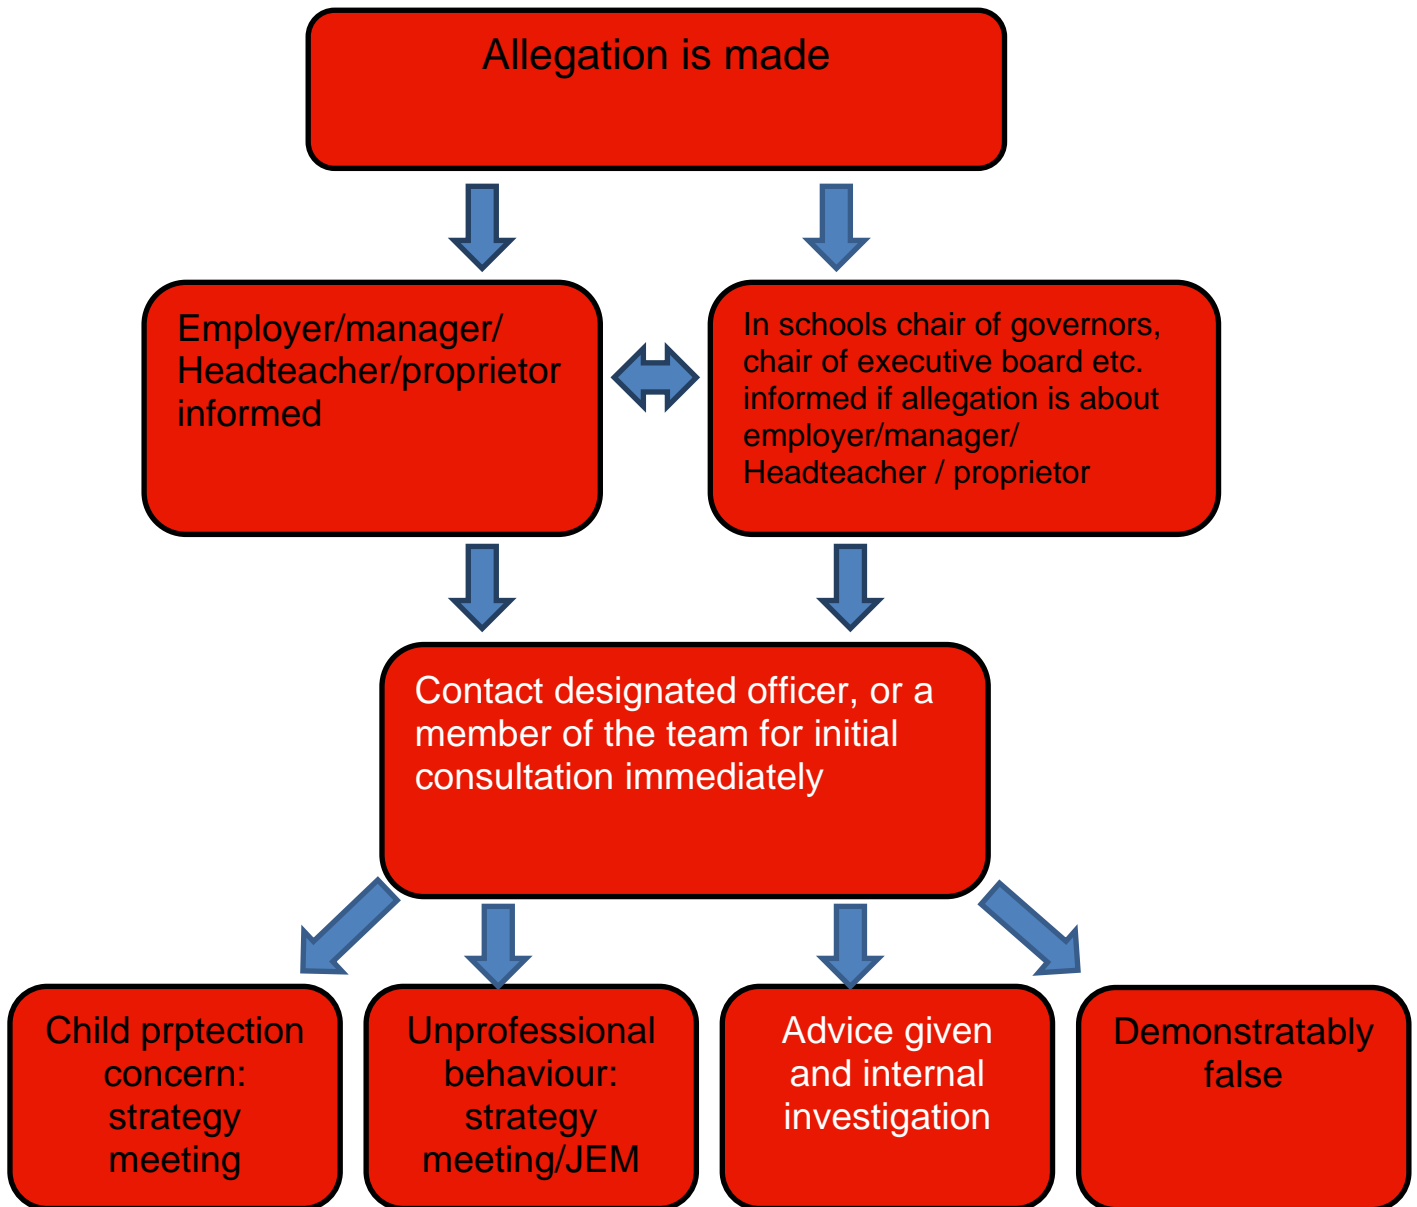 Allegation is made
Employer/manager/
Headteacher/proprietor
informed
In schools chair of governors,
chair of executive board etc.
informed if allegation is about
employer/manager/
Headteacher / proprietor
Contact designated officer, or a
member of the team for initial
consultation immediately
Child prptection
concern:
strategy
meeting
Unprofessional
behaviour:
strategy
meeting/JEM
Advice given
and internal
investigation
Demonstratably
false